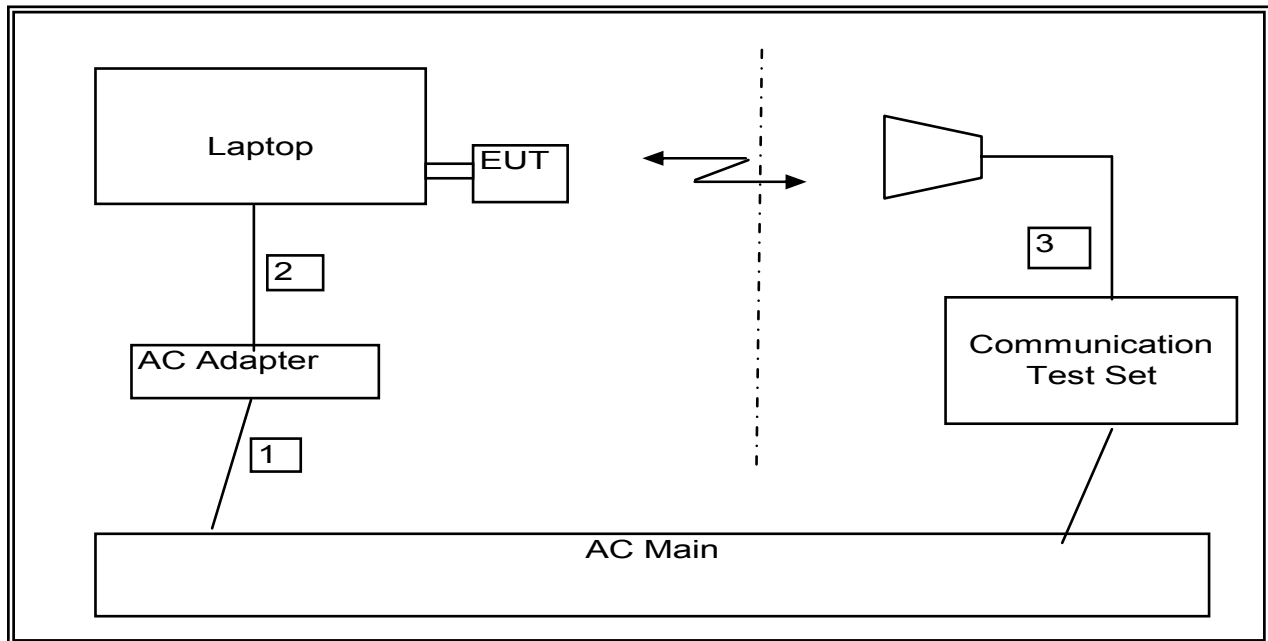 Laptop
EUT
2
3
AC Adapter
Communication
Test Set
1
AC Main